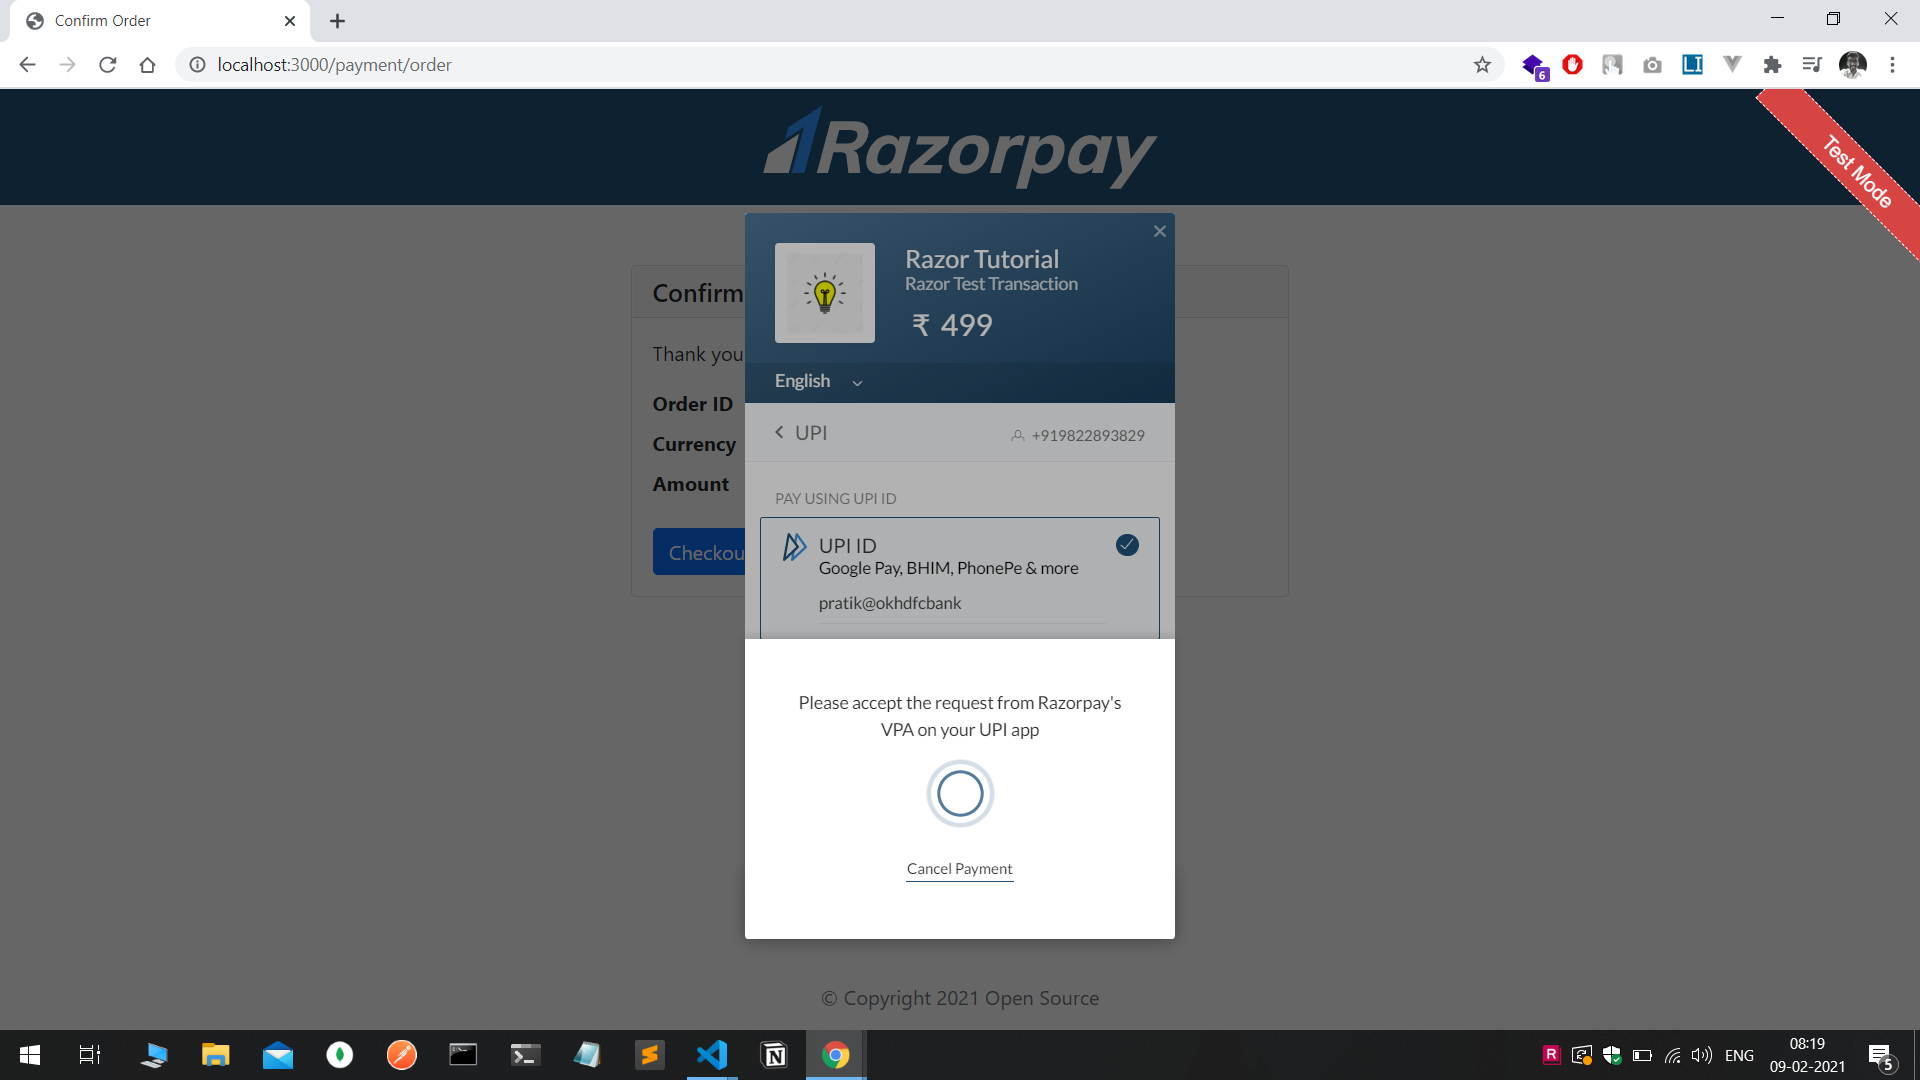 Confirm Order
localhost:3000/payment/order
6
Razorpay
Test Mode
Razor Tutorial
Razor Test Transaction
₹ 499
English
Confirm
Thank you
Order ID
Currency
Amount
Checkou
UPI
+919822893829
PAY USING UPI ID
UPI ID
Google Pay, BHIM, PhonePe & more
pratik@okhdfcbank
Please accept the request from Razorpay's
VPA on your UPI app
Cancel Payment
© Copyright 2021 Open Source
ENG
08:19
09-02-2021
5